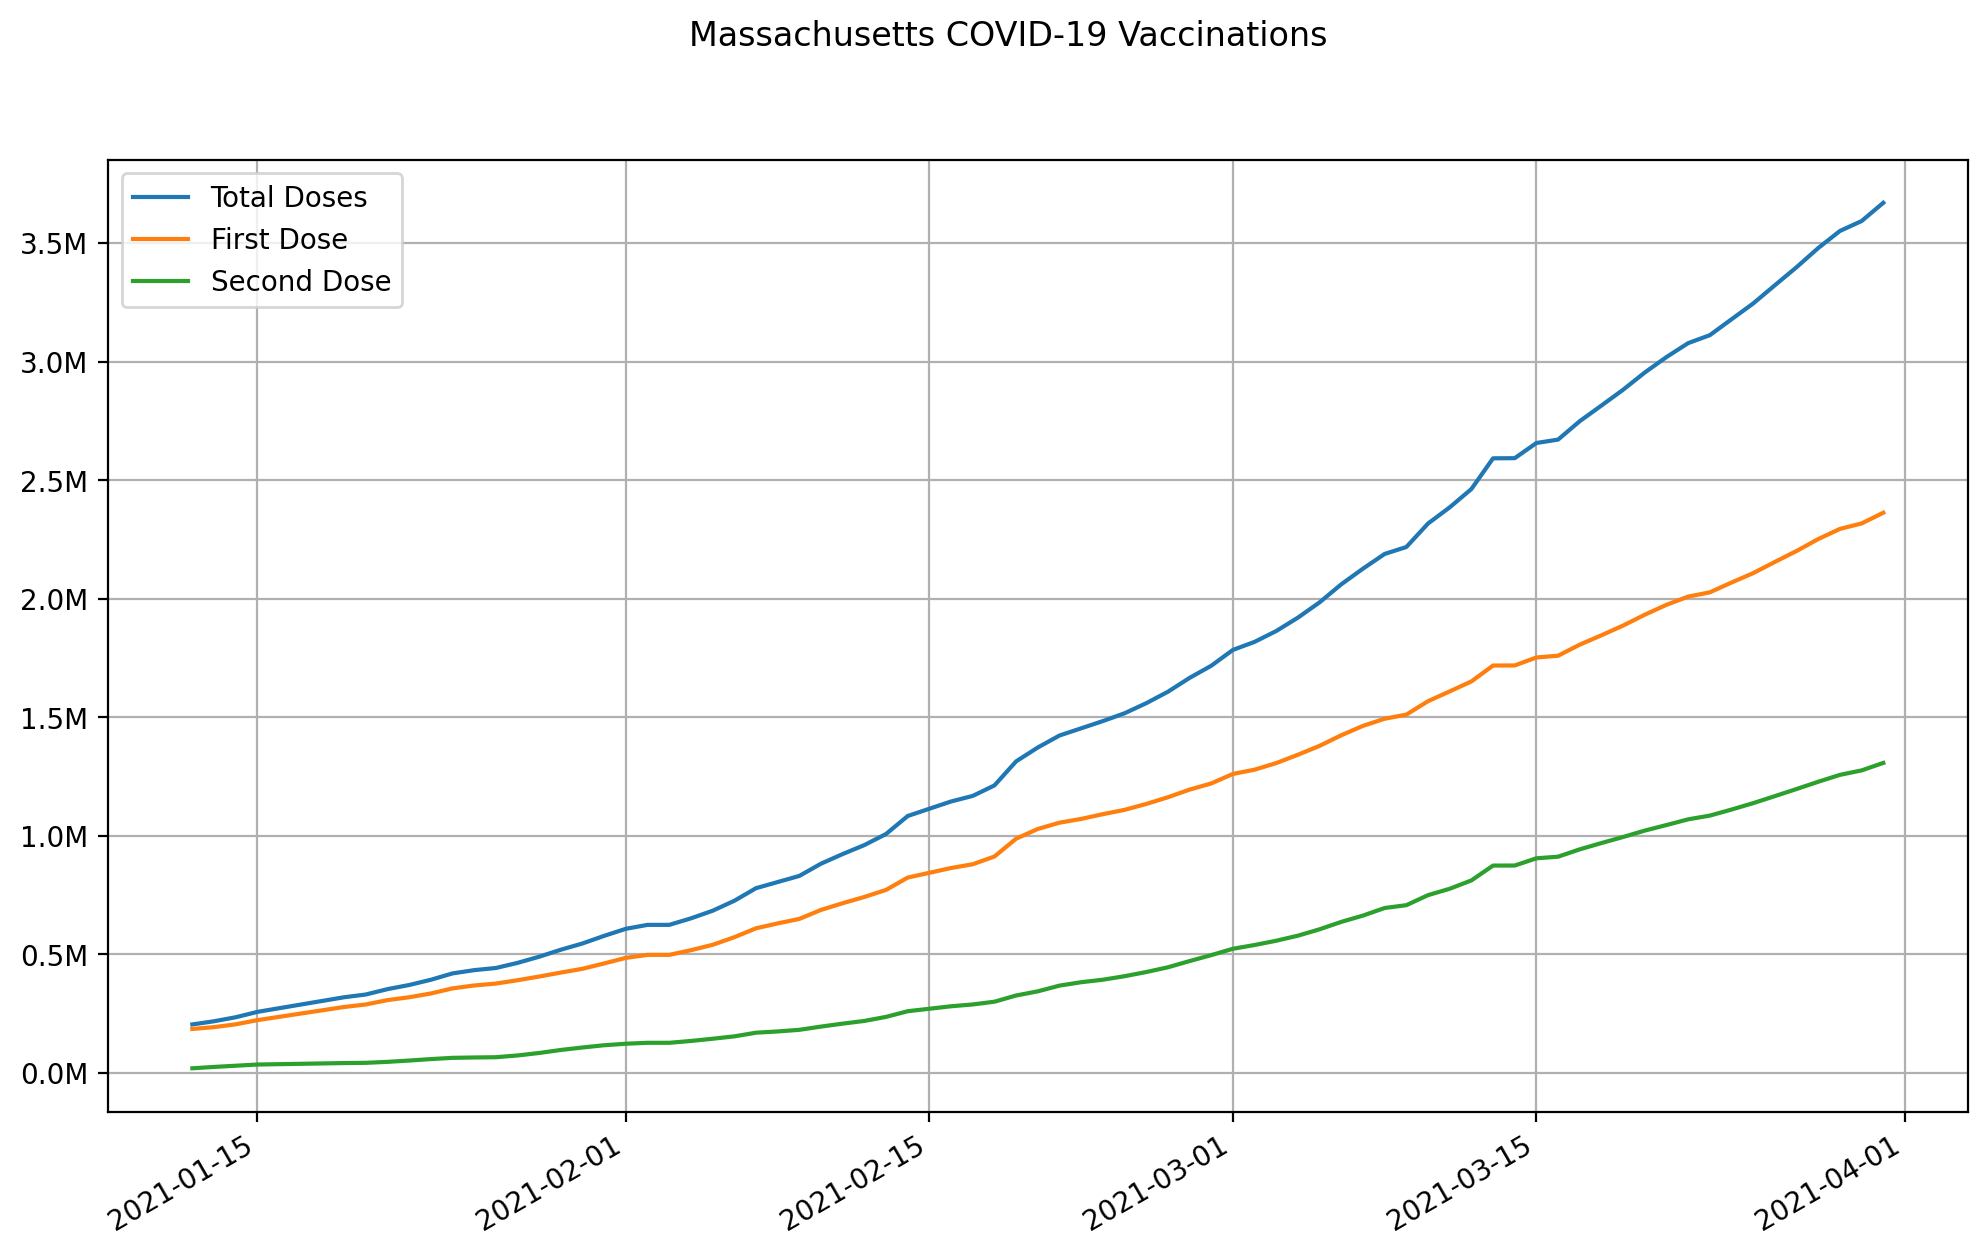 Massachusetts COVID-19 Vaccinations
Total Doses
First Dose
Second Dose
3.5M
3.0M
2.5M
2.0M
1.5M
1.0M
0.5M
0.0M
2021-01-15
2021-02-01
2021-02-15
2021-03-01
2021-03-15
2021-04-01